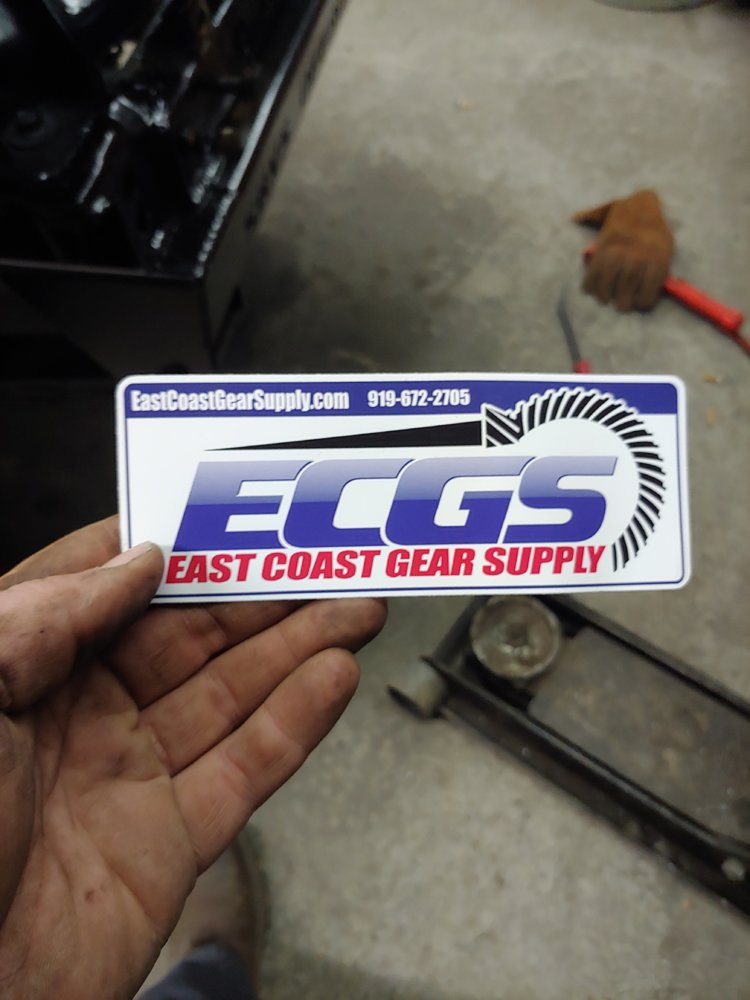 EastCoastGearSupply.com 919-672-2705
ECGS
EAST COAST GEAR SUPPLY